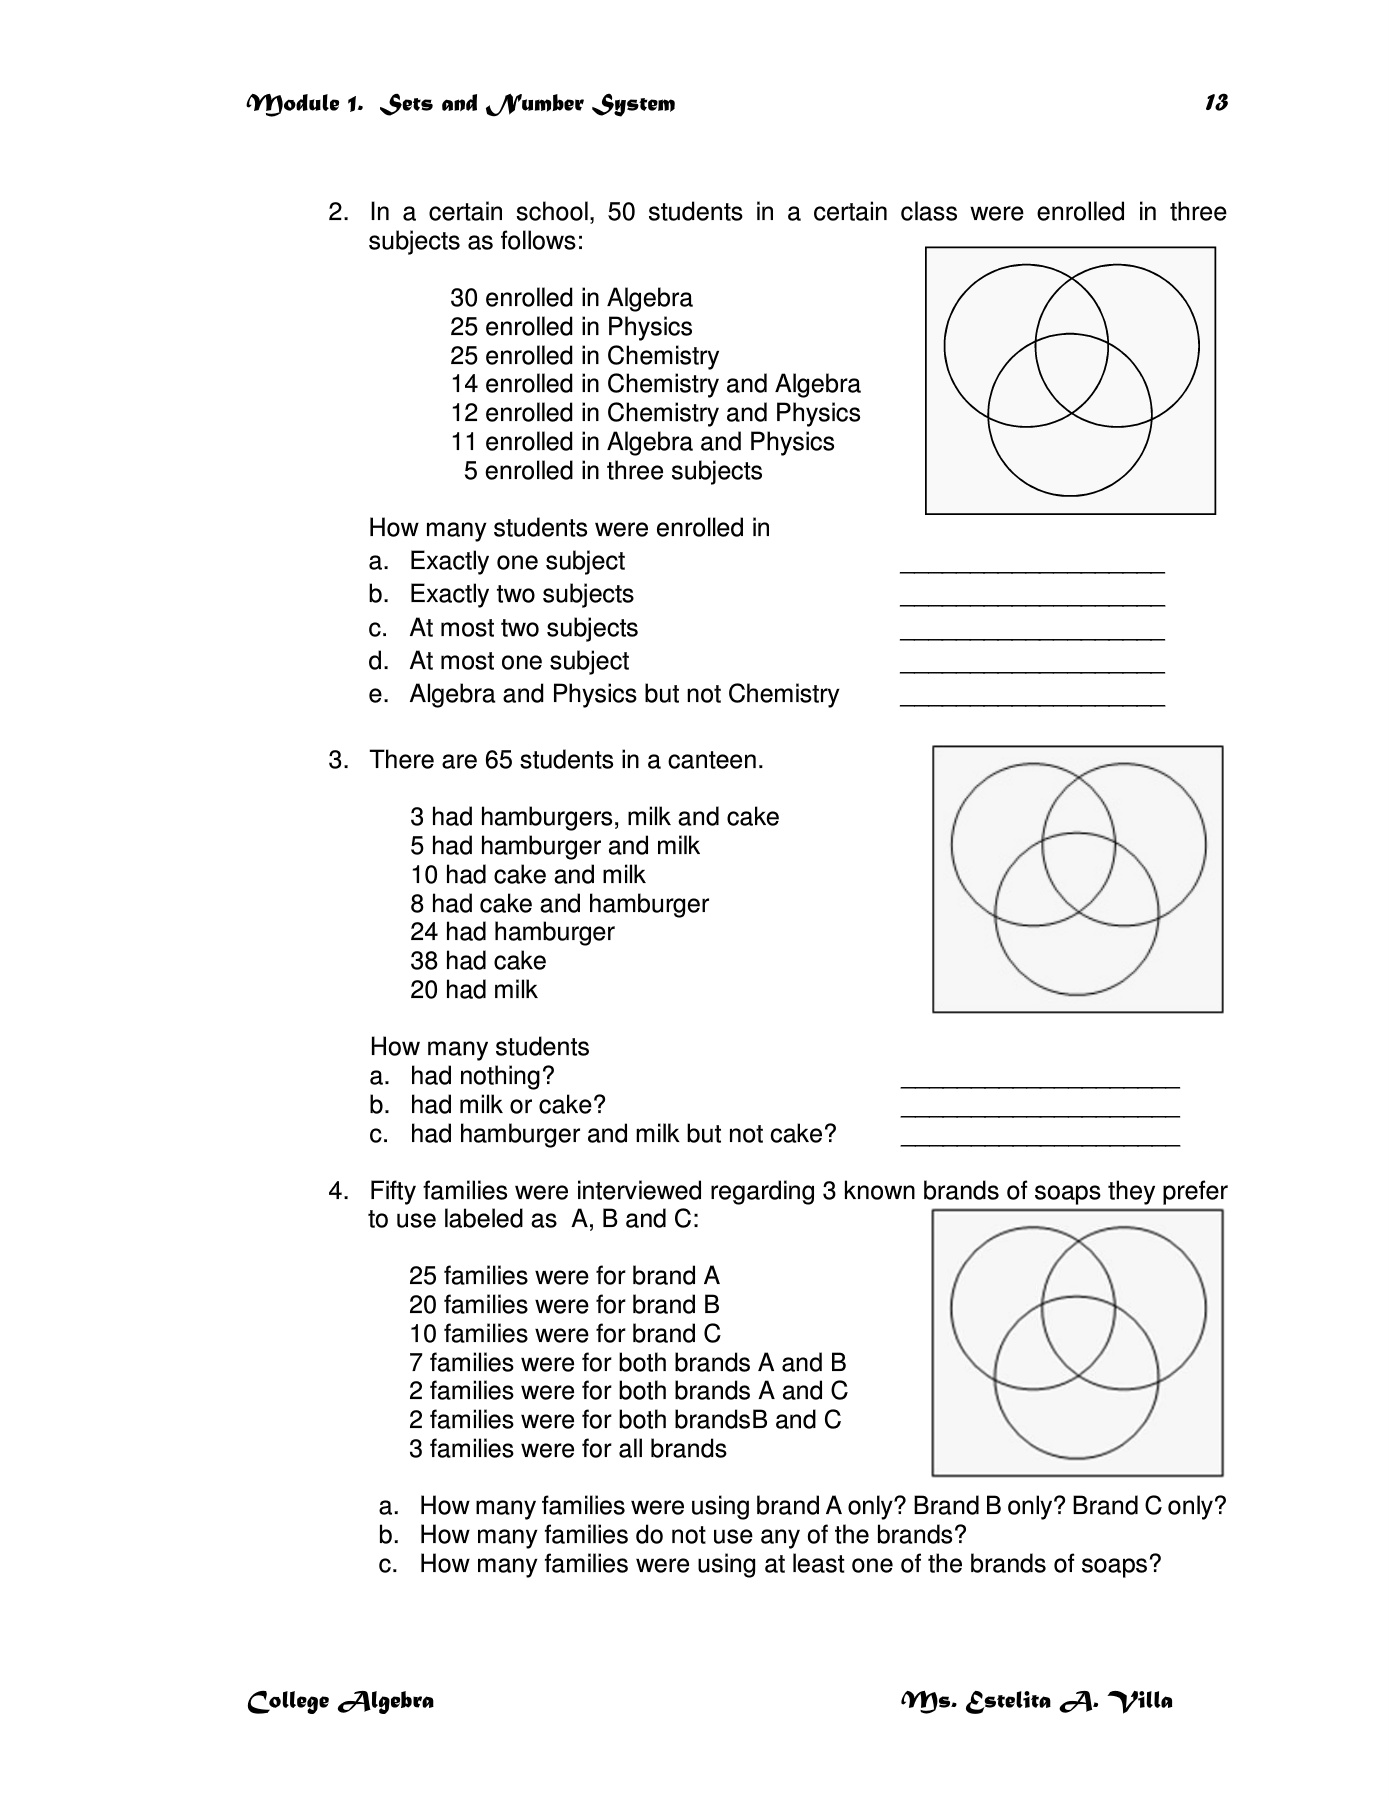 Module 1. Sets and Number System 13
2. In a certain school, 50 students in a certain class were enrolled in three
subjects as follows:
30 enrolled in Algebra
25 enrolled in Physics
25 enrolled in Chemistry
14 enrolled in Chemistry and Algebra
12 enrolled in Chemistry and Physics
11 enrolled in Algebra and Physics
5 enrolled in three subjects
How many students were enrolled in
a. Exactly one subject ____________________
b. Exactly two subjects ____________________
c. At most two subjects ____________________
d. At most one subject ____________________
e. Algebra and Physics but not Chemistry ____________________
3. There are 65 students in a canteen.
3 had hamburgers, milk and cake
5 had hamburger and milk
10 had cake and milk
8 had cake and hamburger
24 had hamburger
38 had cake
20 had milk
How many students
a. had nothing? ____________________
b. had milk or cake? ____________________
c. had hamburger and milk but not cake? ____________________
4. Fifty families were interviewed regarding 3 known brands of soaps they prefer
to use labeled as A, B and C:
25 families were for brand A
20 families were for brand B
10 families were for brand C
7 families were for both brands A and B
2 families were for both brands A and C
2 families were for both brandsB and C
3 families were for all brands
a. How many families were using brand A only? Brand B only? Brand C only?
b. How many families do not use any of the brands?
c. How many families were using at least one of the brands of soaps?
College Algebra Ms. Estelita A. Villa